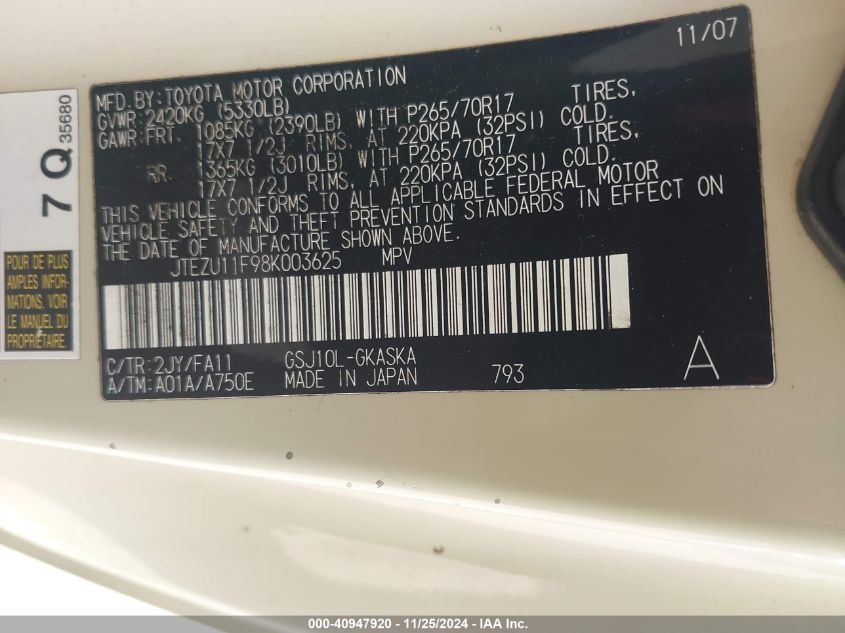 11/07
MFD. BY: TOYOTA MOTOR CORPORATION
GVWR: 2420KG (5330LB)
GAWR: FRT. 1085KG (2390LB) WITH P265/70R17 TIRES,
17X7 1/2J RIMS, AT 220KPA (32PSI) COLD.
RR. 1365KG (3010LB) WITH P265/70R17 TIRES,
17X7 1/2J RIMS, AT 220KPA (32PSI) COLD.
THIS VEHICLE CONFORMS TO ALL APPLICABLE FEDERAL MOTOR
VEHICLE SAFETY AND THEFT PREVENTION STANDARDS IN EFFECT ON
THE DATE OF MANUFACTURE SHOWN ABOVE.
JTEZU11F98K003625 MPV
C/TR: 2JY/FA11 GSJ10L-GKASKA
A/TM: A01A/A750E MADE IN JAPAN 793 A
7 Q 35680
POUR DE PLUS
AMPLES INFOR-
MATIONS, VOIR
LE MANUEL DU
PROPRIÉTAIRE
000-40947920 - 11/25/2024 - IAA Inc.